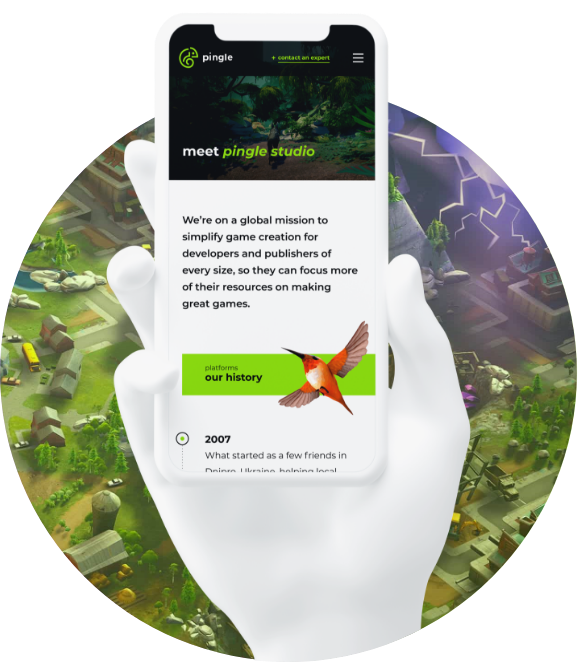 pingle
+ contact an expert
meet pingle studio
We're on a global mission to
simplify game creation for
developers and publishers of
every size, so they can focus more
of their resources on making
great games.
platforms
our history
2007
What started as a few friends in
Dnipro, Ukraine, helping local